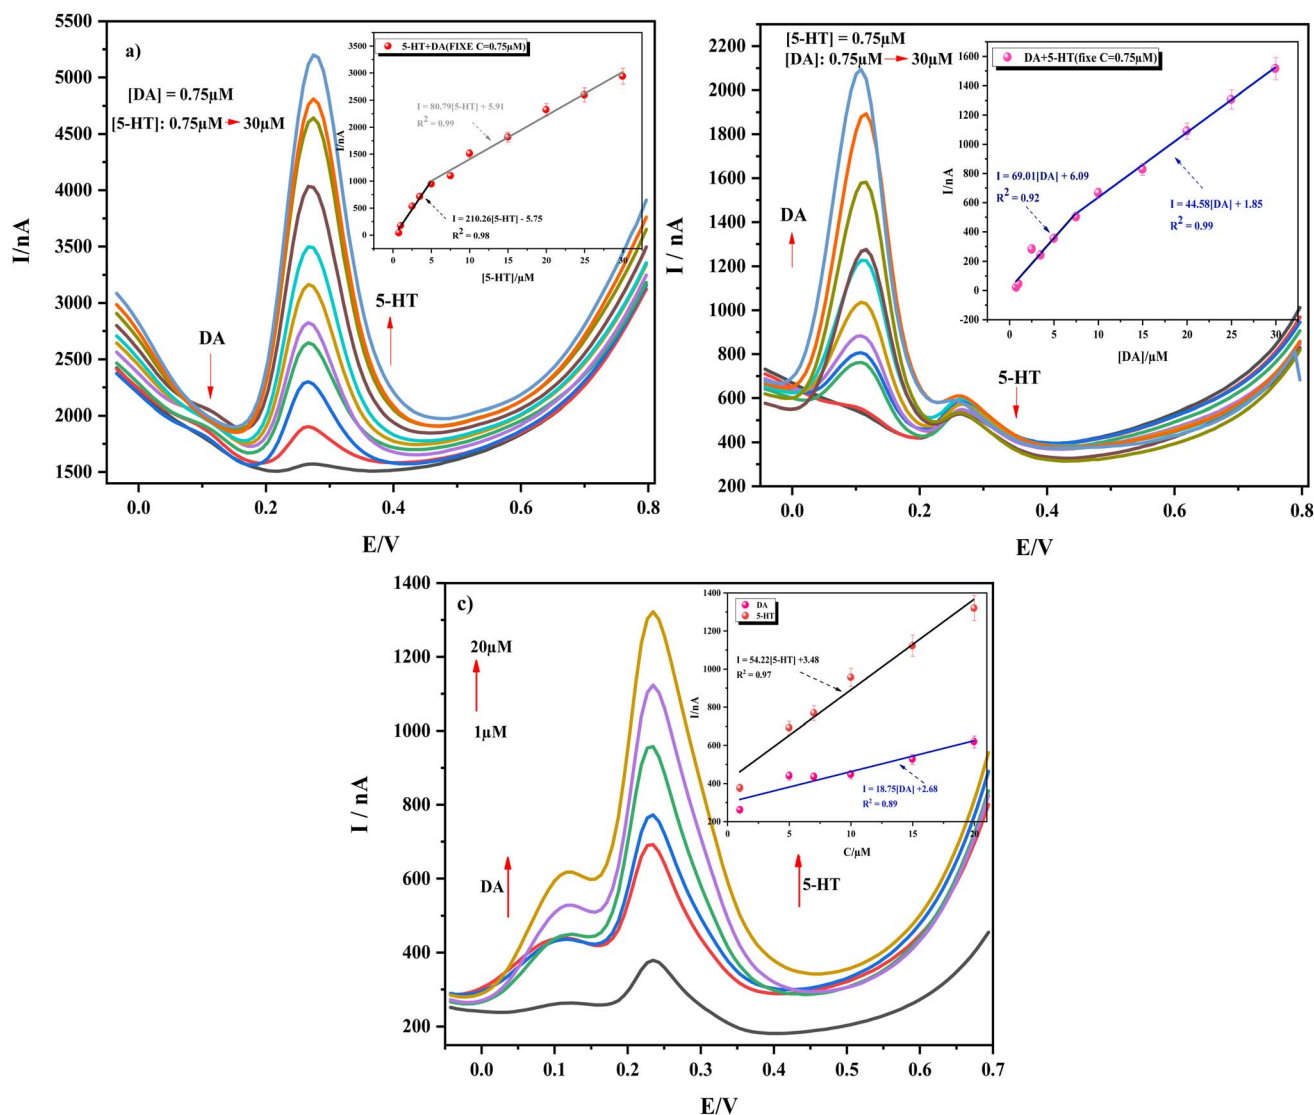 a)
[DA] = 0.75µM
[5-HT]: 0.75µM 30µM
DA
5-HT
I/nA
5500
5000
4500
4000
3500
3000
2500
2000
1500
0.0 0.2 0.4 0.6 0.8
E/V
5-HT+DA(FIXE C=0.75µM)
I = 80.79[5-HT] + 5.91
R² = 0.99
I = 210.26[5-HT] - 5.75
R² = 0.98
I/nA
3500
3000
2500
2000
1500
1000
500
0
0 5 10 15 20 25 30
[5-HT]/µM
[5-HT] = 0.75µM
[DA]: 0.75µM 30µM
DA
5-HT
I / nA
2200
2000
1800
1600
1400
1200
1000
800
600
400
200
0.0 0.2 0.4 0.6 0.8
E/V
DA+5-HT(fixe C=0.75µM)
I = 69.01[DA] + 6.09
R² = 0.92
I = 44.58[DA] + 1.85
R² = 0.99
I/nA
1600
1400
1200
1000
800
600
400
200
0
-200
0 5 10 15 20 25 30
[DA]/µM
c)
20µM
1µM
DA
5-HT
I / nA
1400
1200
1000
800
600
400
200
0.0 0.1 0.2 0.3 0.4 0.5 0.6 0.7
E/V
DA
5-HT
I = 54.22[5-HT] +3.48
R² = 0.97
I = 18.75[DA] +2.68
R² = 0.89
I/nA
1400
1200
1000
800
600
400
200
0 5 10 15 20
C/µM